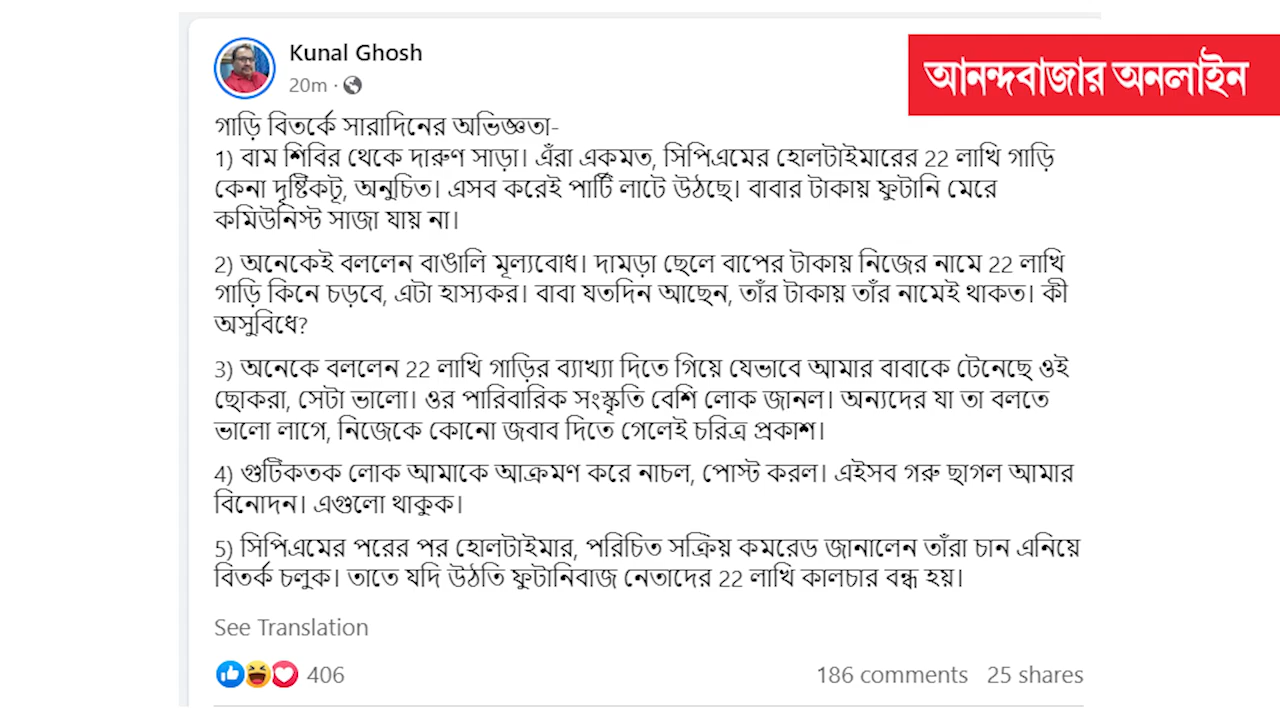 Kunal Ghosh
20m
আনন্দবাজার অনলাইন
গাড়ি বিতর্কে সারাদিনের অভিজ্ঞতা-
1) বাম শিবির থেকে দারুণ সাড়া। এঁরা একমত, সিপিএমের হোলটাইমারের 22 লাখি গাড়ি
কেনা দৃষ্টিকটূ, অনুচিত। এসব করেই পার্টি লাটে উঠছে। বাবার টাকায় ফুটানি মেরে
কমিউনিস্ট সাজা যায় না।
2) অনেকেই বললেন বাঙালি মূল্যবোধ। দামড়া ছেলে বাপের টাকায় নিজের নামে 22 লাখি
গাড়ি কিনে চড়বে, এটা হাস্যকর। বাবা যতদিন আছেন, তাঁর টাকায় তাঁর নামেই থাকত। কী
অসুবিধে?
3) অনেকে বললেন 22 লাখি গাড়ির ব্যাখ্যা দিতে গিয়ে যেভাবে আমার বাবাকে টেনেছে ওই
ছোকরা, সেটা ভালো। ওর পারিবারিক সংস্কৃতি বেশি লোক জানল। অন্যদের যা তা বলতে
ভালো লাগে, নিজেকে কোনো জবাব দিতে গেলেই চরিত্র প্রকাশ।
4) গুটিকতক লোক আমাকে আক্রমণ করে নাচল, পোস্ট করল। এইসব গরু ছাগল আমার
বিনোদন। এগুলো থাকুক।
5) সিপিএমের পরের পর হোলটাইমার, পরিচিত সক্রিয় কমরেড জানালেন তাঁরা চান এনিয়ে
বিতর্ক চলুক। তাতে যদি উঠতি ফুটানিবাজ নেতাদের 22 লাখি কালচার বন্ধ হয়।
See Translation
406
186 comments 25 shares